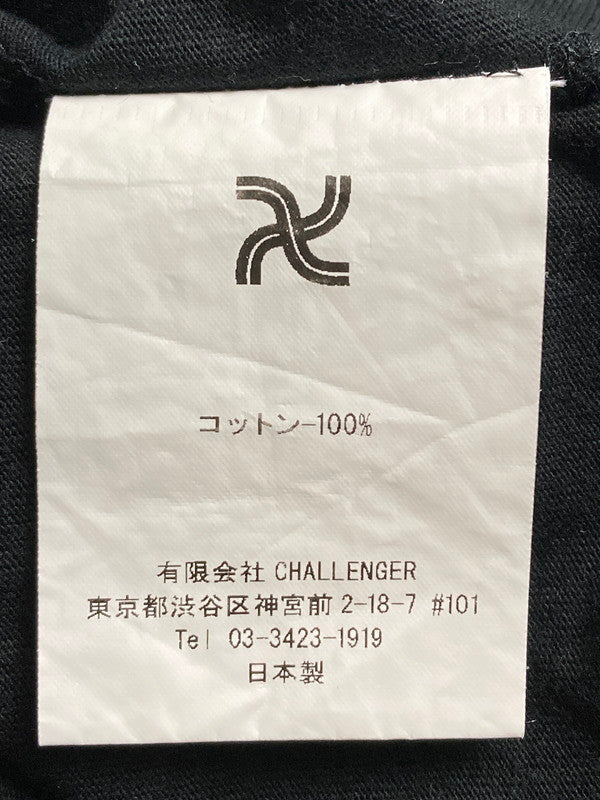 コットン-100%
有限会社 CHALLENGER
東京都渋谷区神宮前 2-18-7 #101
Tel 03-3423-1919
日本製